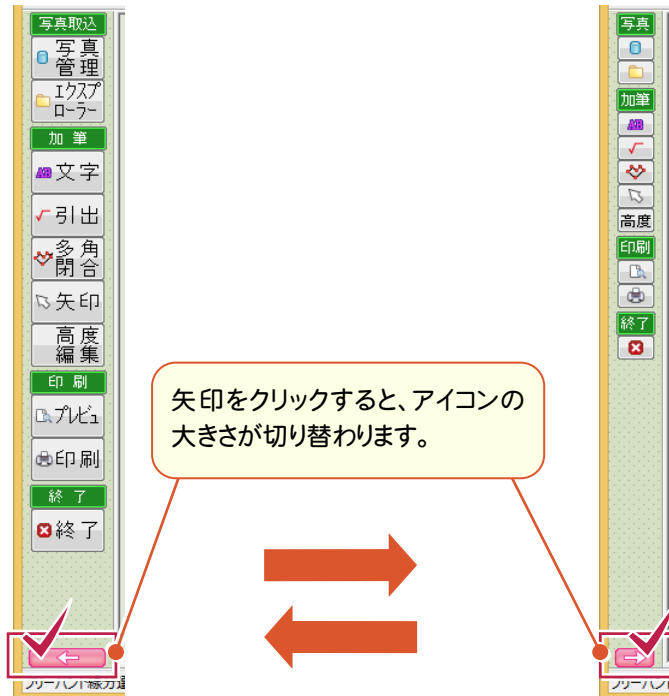 写真取込
写真
管理
エクスプ
ローラー
加 筆
AB 文字
引出
多角
閉合
矢印
高度
編集
印 刷
プレビュ
印刷
終 了
終了
矢印をクリックすると、アイコンの
大きさが切り替わります。
写真
加筆
AB
高度
印刷
終了